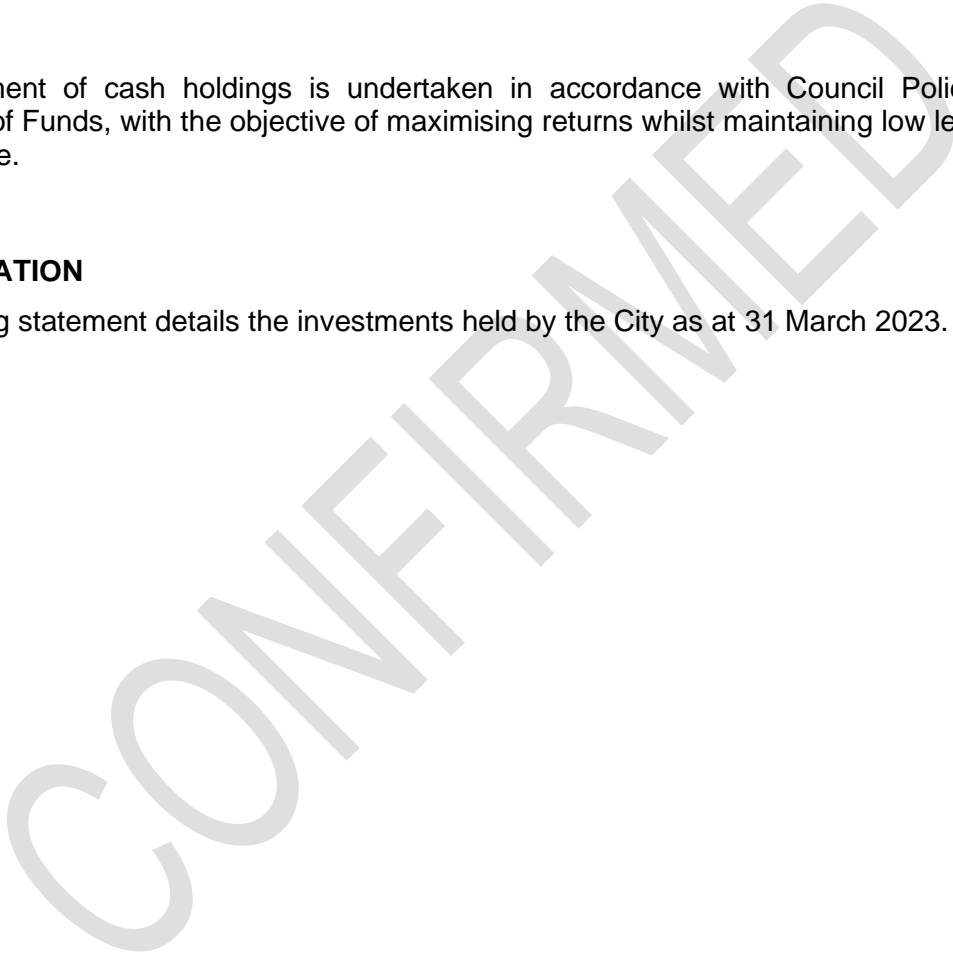 ment of cash holdings is undertaken in accordance with Council Polic
of Funds, with the objective of maximising returns whilst maintaining low le
e.
ATION
g statement details the investments held by the City as at 31 March 2023.
CONFIRMED